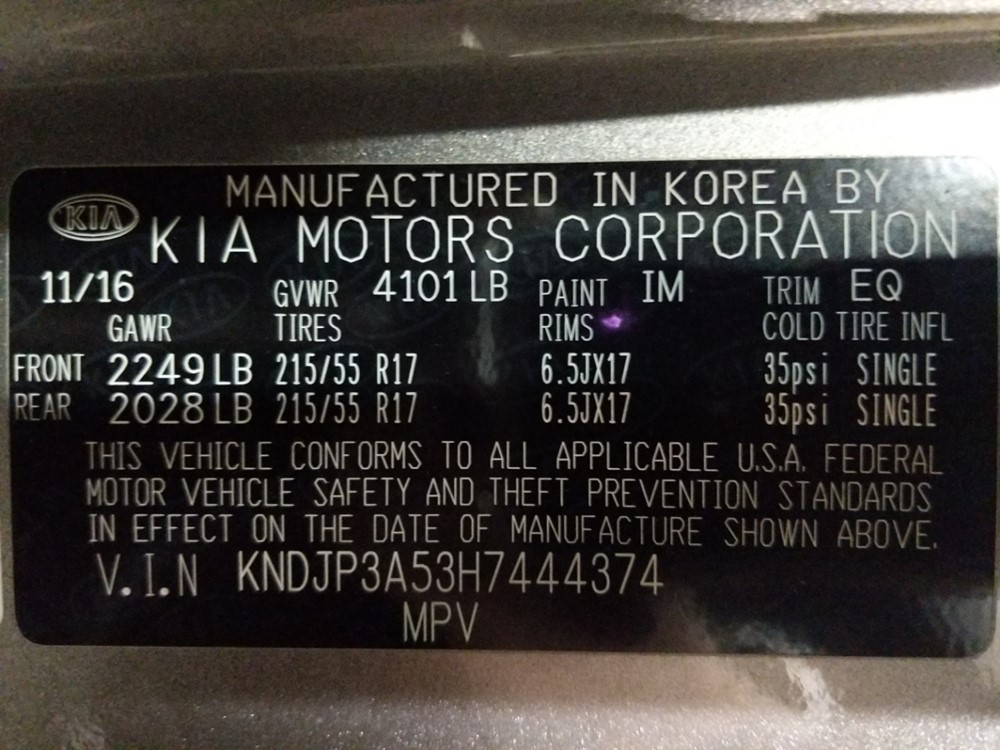 MANUFACTURED IN KOREA BY
KIA
KIA MOTORS CORPORATION
11/16 GVWR 4101 LB PAINT IM TRIM EQ
GAWR TIRES RIMS COLD TIRE INFL
FRONT 2249 LB 215/55 R17 6.5JX17 35psi SINGLE
REAR 2028 LB 215/55 R17 6.5JX17 35psi SINGLE
THIS VEHICLE CONFORMS TO ALL APPLICABLE U.S.A. FEDERAL
MOTOR VEHICLE SAFETY AND THEFT PREVENTION STANDARDS
IN EFFECT ON THE DATE OF MANUFACTURE SHOWN ABOVE.
V.I.N KNDJP3A53H7444374
MPV